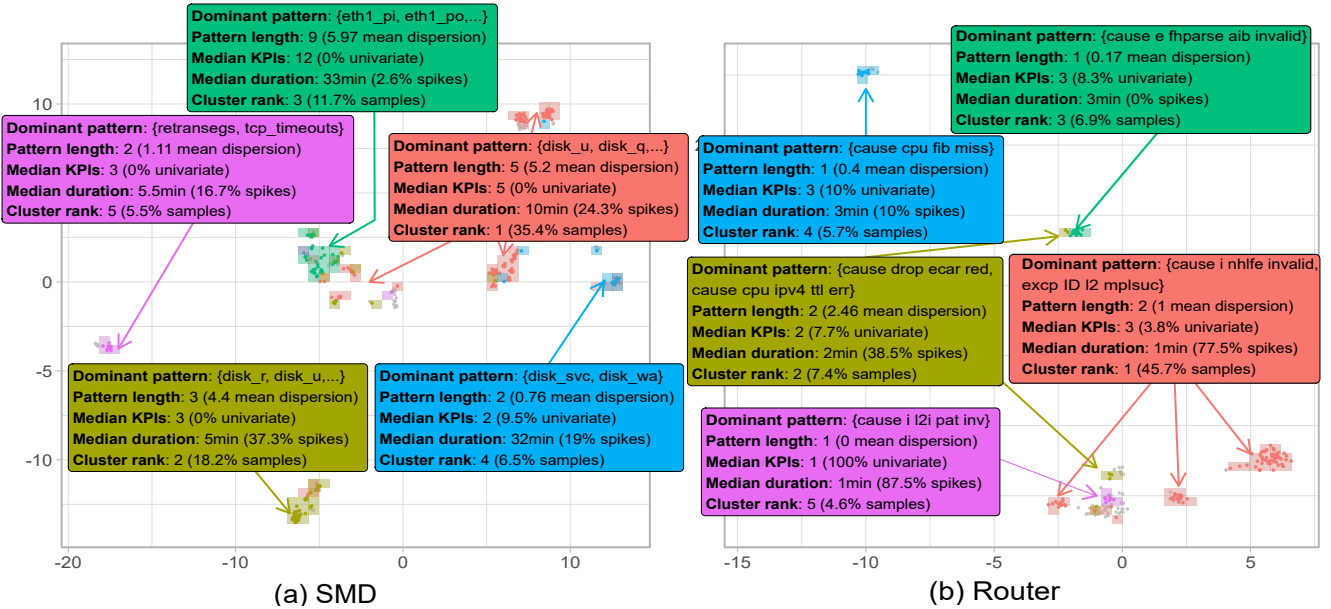 Dominant pattern: {eth1_pi, eth1_po,...}
Pattern length: 9 (5.97 mean dispersion)
Median KPIs: 12 (0% univariate)
Median duration: 33min (2.6% spikes)
Cluster rank: 3 (11.7% samples)
Dominant pattern: {retransegs, tcp_timeouts}
Pattern length: 2 (1.11 mean dispersion)
Median KPIs: 3 (0% univariate)
Median duration: 5.5min (16.7% spikes)
Cluster rank: 5 (5.5% samples)
Dominant pattern: {disk_u, disk_q,...}
Pattern length: 5 (5.2 mean dispersion)
Median KPIs: 5 (0% univariate)
Median duration: 10min (24.3% spikes)
Cluster rank: 1 (35.4% samples)
Dominant pattern: {disk_r, disk_u,...}
Pattern length: 3 (4.4 mean dispersion)
Median KPIs: 3 (0% univariate)
Median duration: 5min (37.3% spikes)
Cluster rank: 2 (18.2% samples)
Dominant pattern: {disk_svc, disk_wa}
Pattern length: 2 (0.76 mean dispersion)
Median KPIs: 2 (9.5% univariate)
Median duration: 32min (19% spikes)
Cluster rank: 4 (6.5% samples)
10
0
-5
-10
-20
-10
0
10
(a) SMD
Dominant pattern: {cause e fhparse aib invalid}
Pattern length: 1 (0.17 mean dispersion)
Median KPIs: 3 (8.3% univariate)
Median duration: 3min (0% spikes)
Cluster rank: 3 (6.9% samples)
Dominant pattern: {cause cpu fib miss}
Pattern length: 1 (0.4 mean dispersion)
Median KPIs: 3 (10% univariate)
Median duration: 3min (10% spikes)
Cluster rank: 4 (5.7% samples)
Dominant pattern: {cause drop ecar red,
cause cpu ipv4 ttl err}
Pattern length: 2 (2.46 mean dispersion)
Median KPIs: 2 (7.7% univariate)
Median duration: 2min (38.5% spikes)
Cluster rank: 2 (7.4% samples)
Dominant pattern: {cause i nhlfe invalid,
excp ID l2 mplsuc}
Pattern length: 2 (1 mean dispersion)
Median KPIs: 3 (3.8% univariate)
Median duration: 1min (77.5% spikes)
Cluster rank: 1 (45.7% samples)
Dominant pattern: {cause i l2i pat inv}
Pattern length: 1 (0 mean dispersion)
Median KPIs: 1 (100% univariate)
Median duration: 1min (87.5% spikes)
Cluster rank: 5 (4.6% samples)
-15
-10
-5
0
5
(b) Router